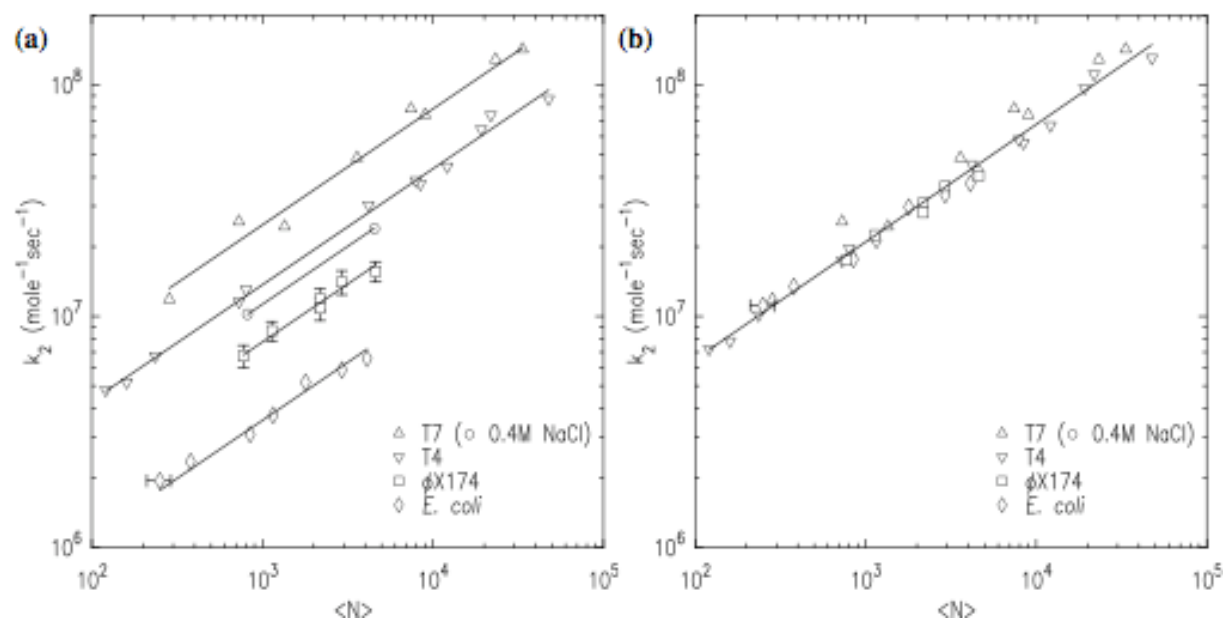 (a)
k₂ (mole⁻¹sec⁻¹)
10⁸
10⁷
10⁶
△ T7 (○ 0.4M NaCl)
▽ T4
□ ϕX174
◇ E. coli
10² 10³ 10⁴ 10⁵
<N>
(b)
k₂ (mole⁻¹sec⁻¹)
10⁸
10⁷
10⁶
△ T7 (○ 0.4M NaCl)
▽ T4
□ ϕX174
◇ E. coli
10² 10³ 10⁴ 10⁵
<N>